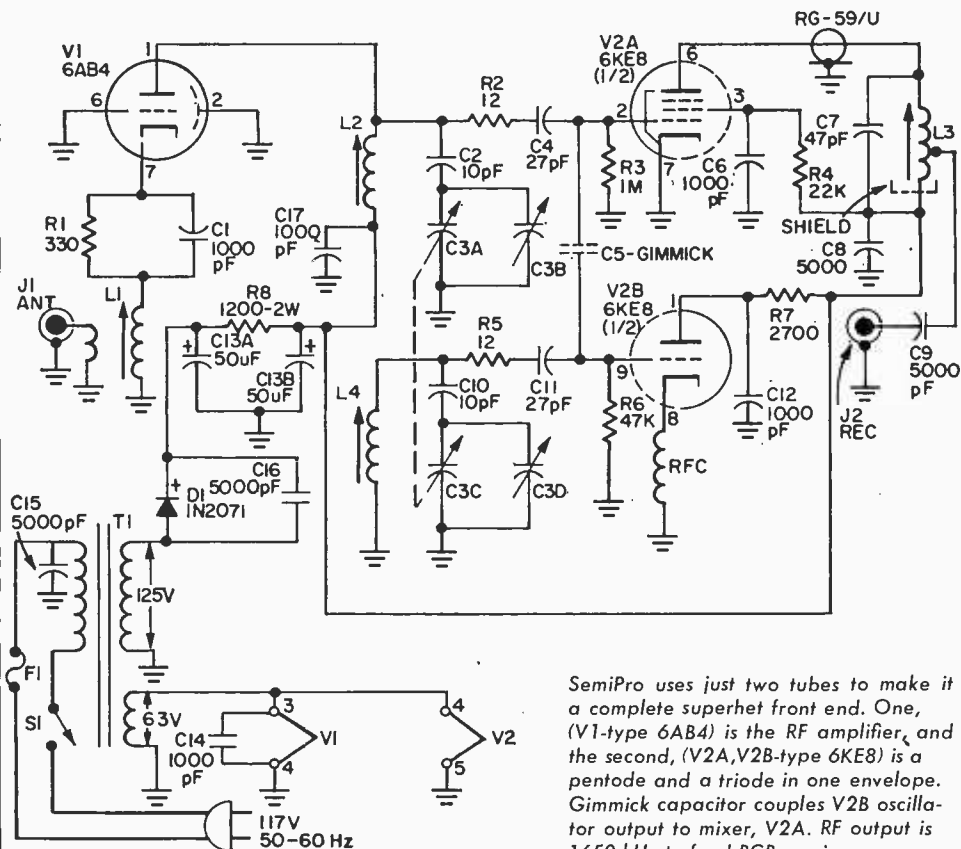 RG-59/U
V1
6AB4
1
6
2
7
V2A
6KE8
(1/2)
6
2
3
7
R2
12
C4
27pF
L2
C2
10pF
R3
1M
C6
1000
pF
C7
47pF
R4
22K
L3
SHIELD
C8
5000
R1
330
C1
1000
pF
C17
1000
pF
C3A
C3B
C5-GIMMICK
J1
ANT
L1
R8
1200-2W
+
C13A
50uF
+
C13B
50uF
R5
12
C11
27pF
V2B
6KE8
(1/2)
1
9
8
R7
2700
C9
5000
pF
J2
REC
L4
C10
10pF
R6
47K
C12
1000
pF
RFC
C3C
C3D
C16
5000pF
+
D1
IN2071
C15
5000pF
T1
125V
F1
S1
6.3V
C14
1000
pF
3
4
V1
4
5
V2
117V
50-60 Hz
SemiPro uses just two tubes to make it
a complete superhet front end. One,
(V1-type 6AB4) is the RF amplifier, and
the second, (V2A,V2B-type 6KE8) is a
pentode and a triode in one envelope.
Gimmick capacitor couples V2B oscilla-
tor output to mixer, V2A. RF output is